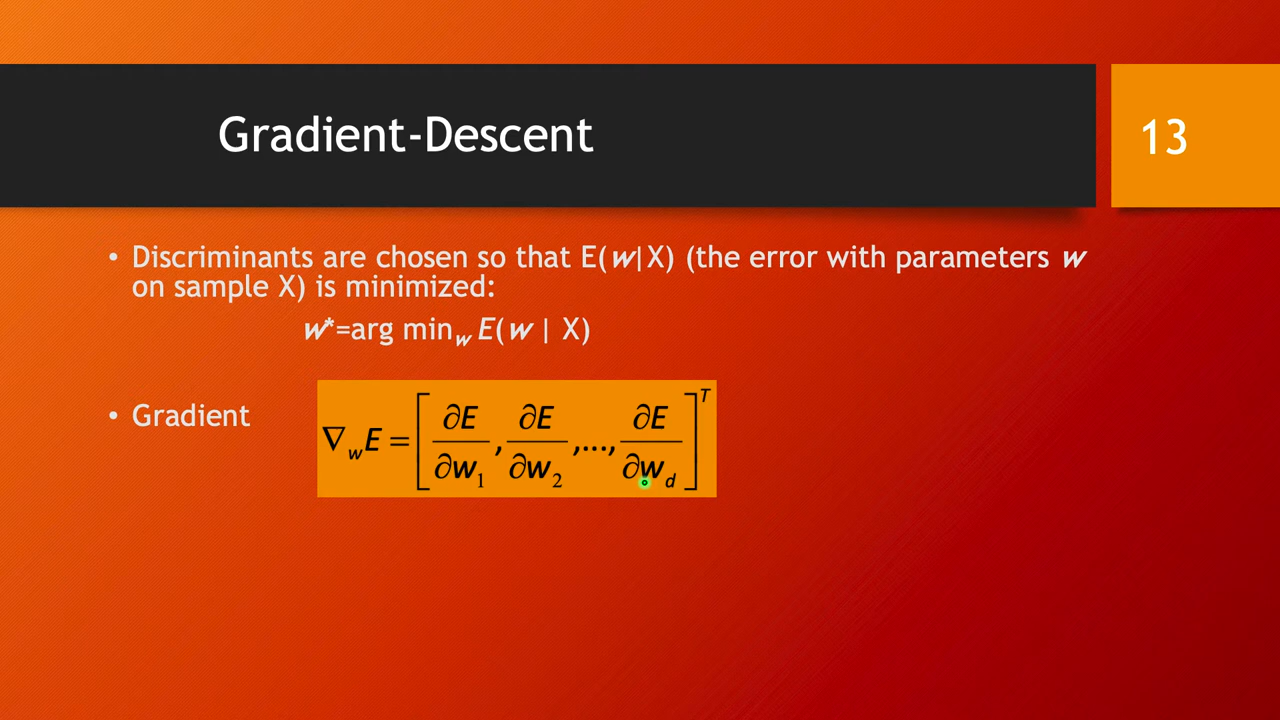 Gradient-Descent
13
• Discriminants are chosen so that E(w|X) (the error with parameters w
on sample X) is minimized:
w*=arg min_w E(w | X)
• Gradient
∇_w E = [∂E/∂w_1, ∂E/∂w_2,..., ∂E/∂w_d]^T